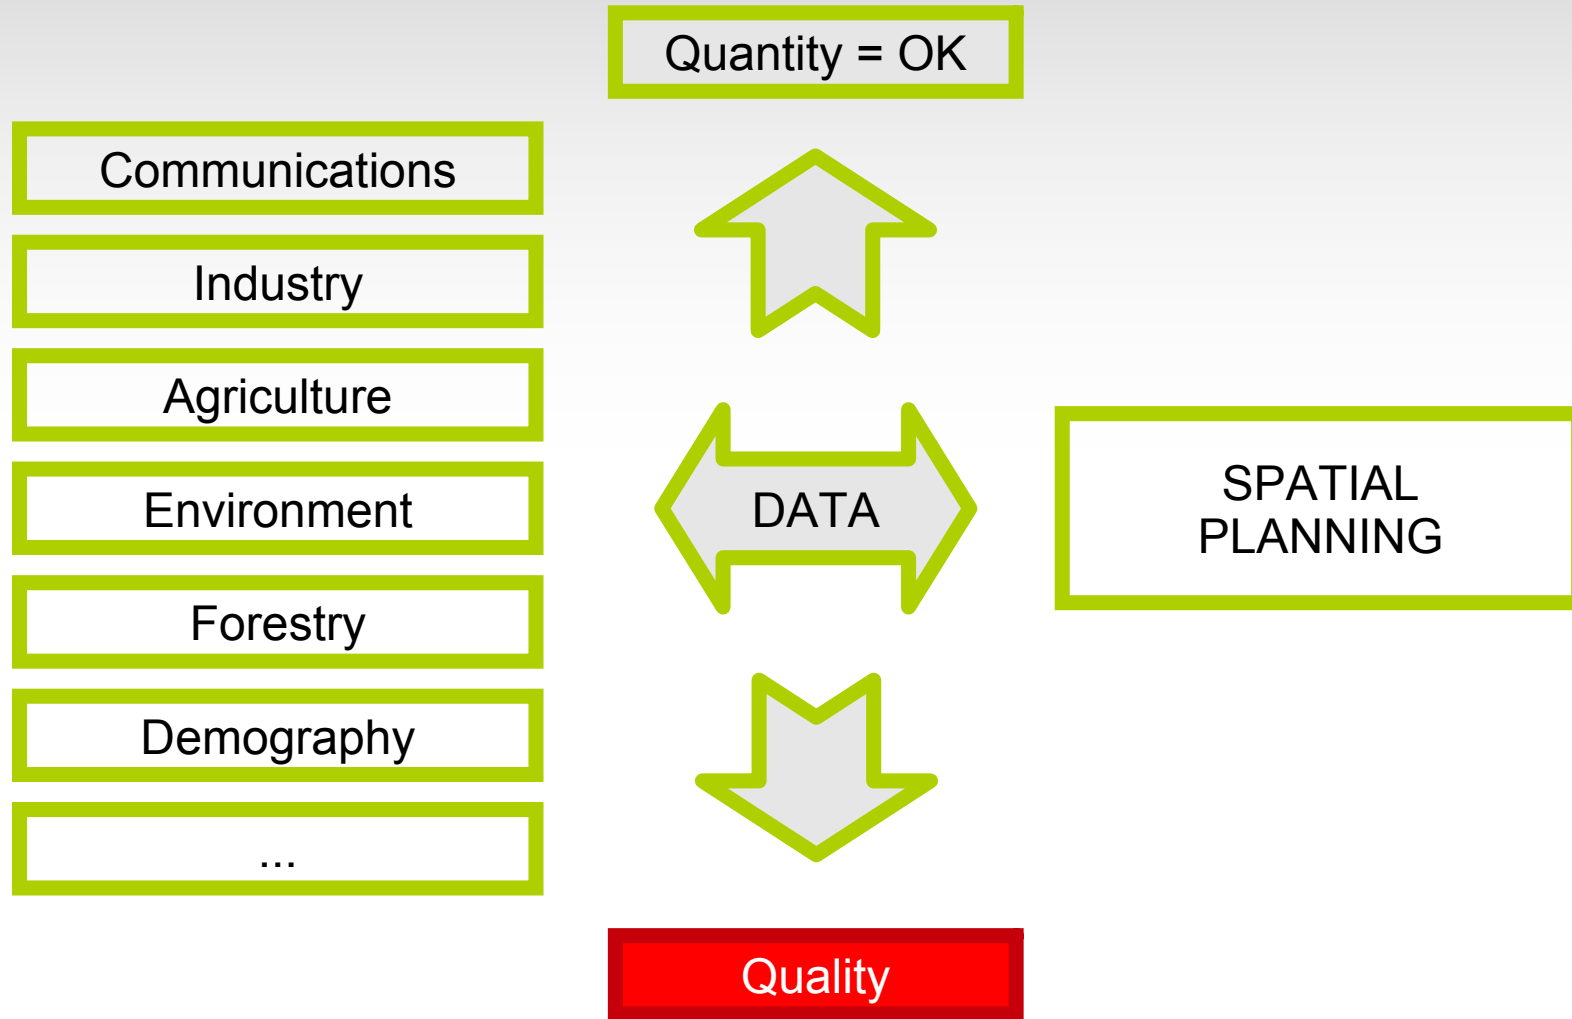 Quantity = OK
Communications
Industry
Agriculture
Environment
Forestry
Demography
...
DATA
SPATIAL
PLANNING
Quality